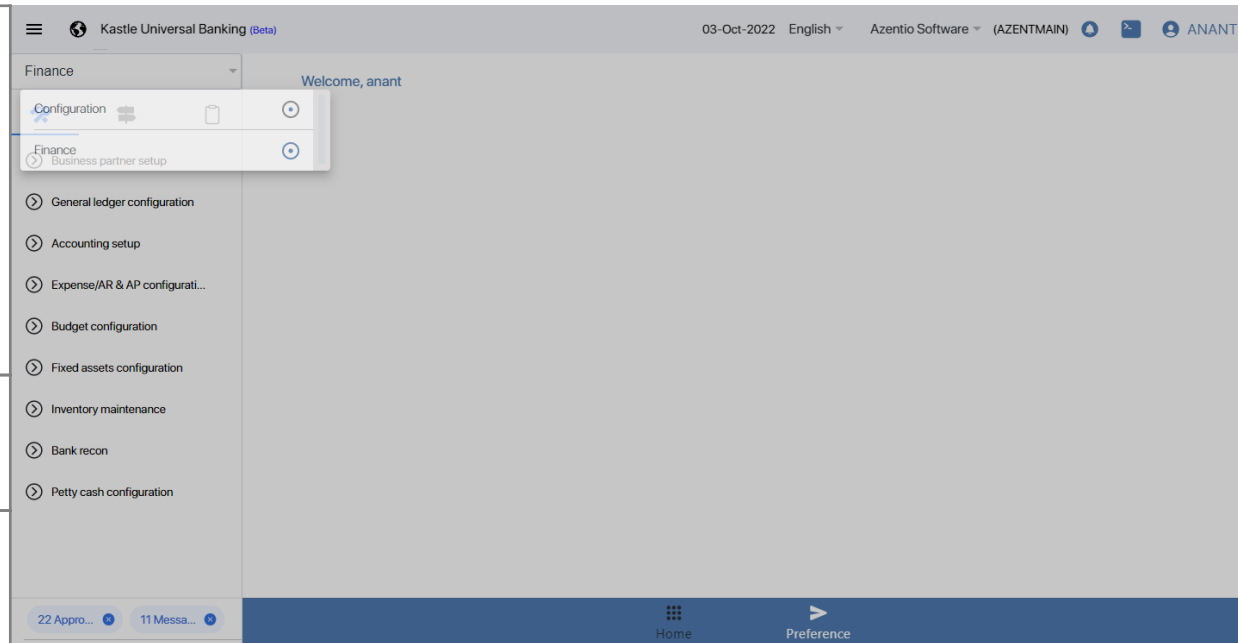 Kastle Universal Banking (Beta)
03-Oct-2022 English Azentio Software (AZENTMAIN) ANANT
Finance
Welcome, anant
Configuration
Finance
Business partner setup
General ledger configuration
Accounting setup
Expense/AR & AP configurati...
Budget configuration
Fixed assets configuration
Inventory maintenance
Bank recon
Petty cash configuration
22 Appro... 11 Messa...
Home Preference